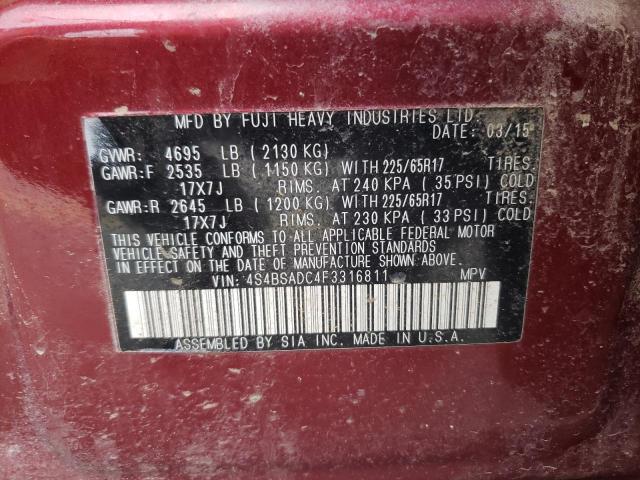 MFD BY FUJI HEAVY INDUSTRIES LTD.
DATE: 03/15
GVWR: 4695 LB (2130 KG)
GAWR:F 2535 LB (1150 KG) WITH 225/65R17 TIRES.
17X7J RIMS. AT 240 KPA (35 PSI) COLD
GAWR:R 2645 LB (1200 KG) WITH 225/65R17 TIRES.
17X7J RIMS. AT 230 KPA (33 PSI) COLD
THIS VEHICLE CONFORMS TO ALL APPLICABLE FEDERAL MOTOR
VEHICLE SAFETY AND THEFT PREVENTION STANDARDS
IN EFFECT ON THE DATE OF MANUFACTURE SHOWN ABOVE.
VIN: 4S4BSADC4F3316811 MPV
ASSEMBLED BY SIA INC. MADE IN U.S.A.